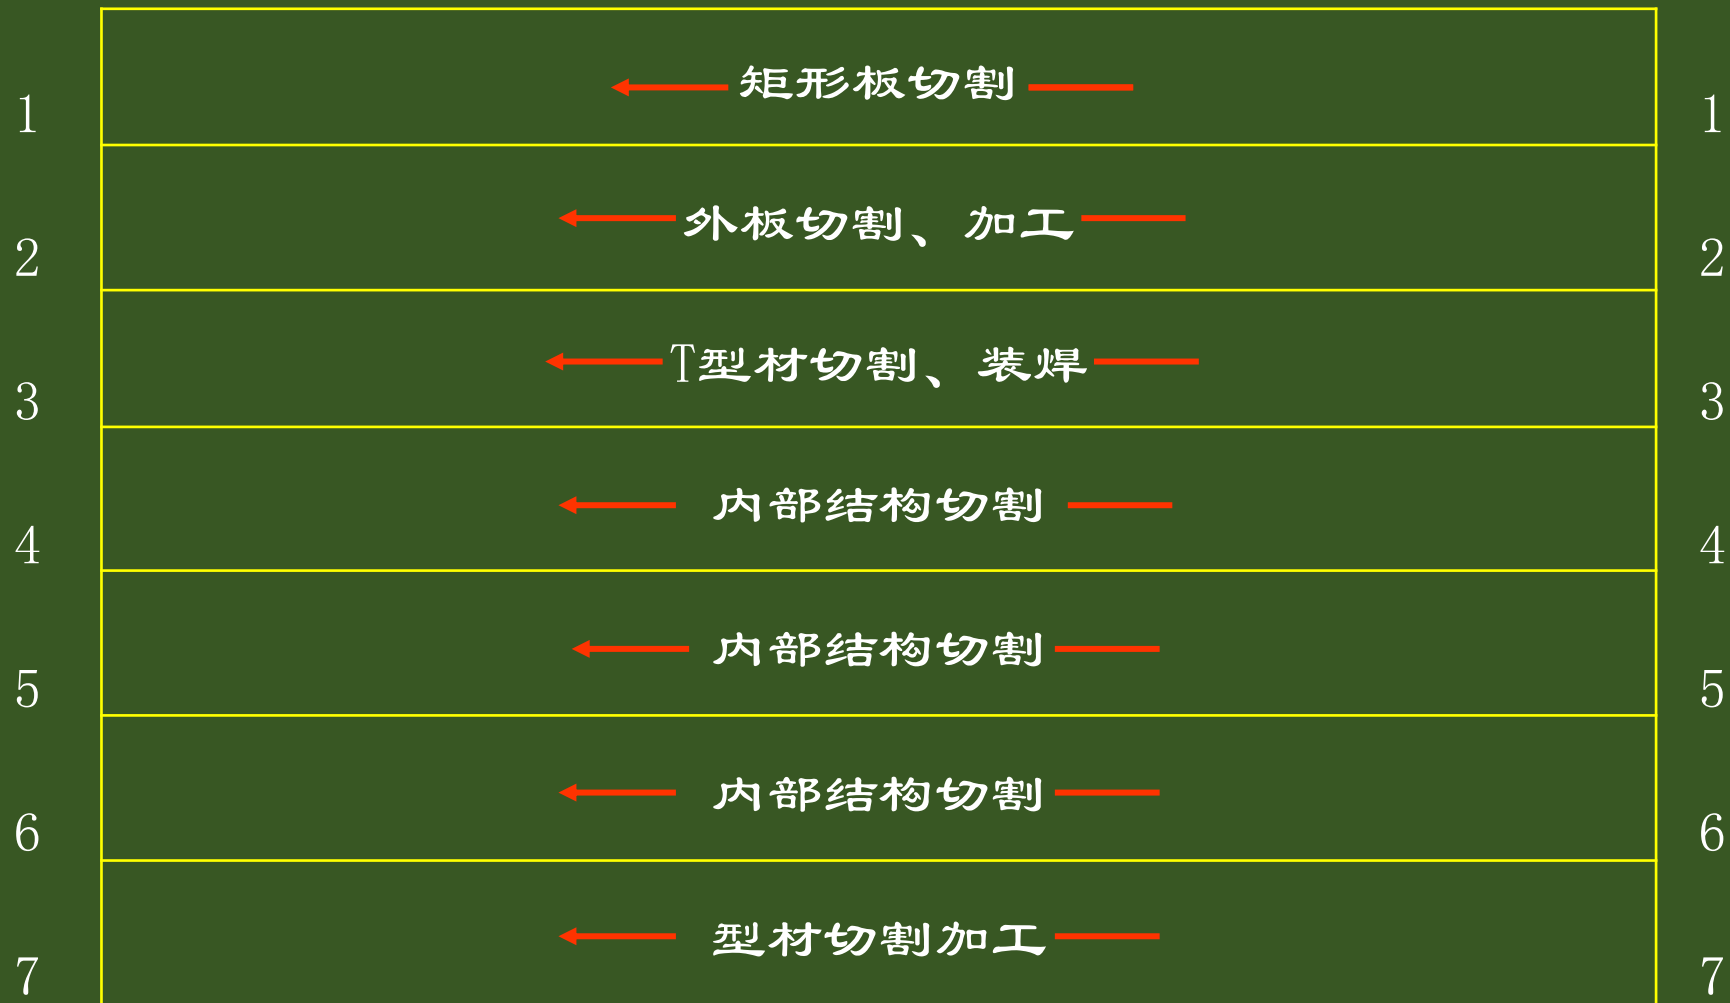 矩形板切割
1 1
外板切割、加工
2 2
T型材切割、装焊
3 3
内部结构切割
4 4
内部结构切割
5 5
内部结构切割
6 6
型材切割加工
7 7